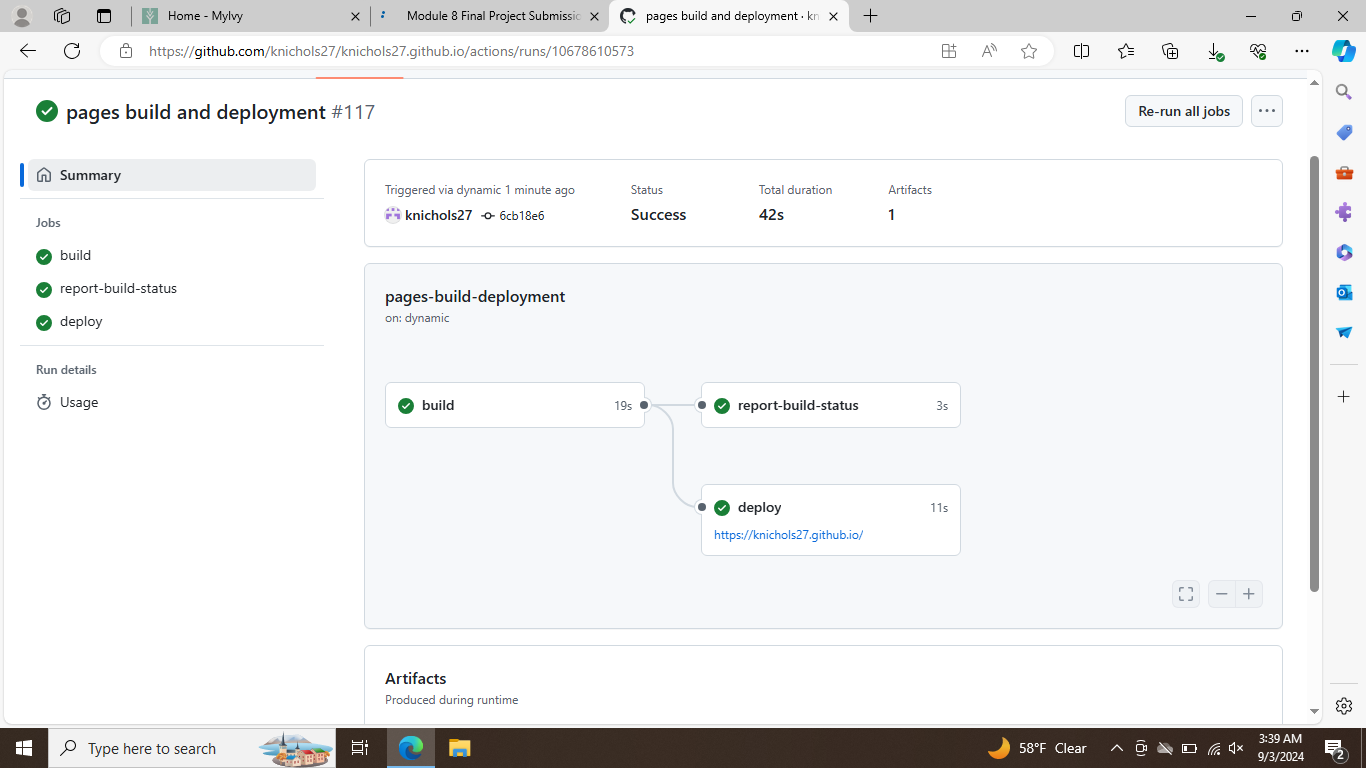 Home - MyIvy
Module 8 Final Project Submissic
pages build and deployment · kn
https://github.com/knichols27/knichols27.github.io/actions/runs/10678610573
pages build and deployment #117
Re-run all jobs
Summary
Jobs
build
report-build-status
deploy
Run details
Usage
Triggered via dynamic 1 minute ago
knichols27 6cb18e6
Status
Success
Total duration
42s
Artifacts
1
pages-build-deployment
on: dynamic
build 19s
report-build-status 3s
deploy 11s
https://knichols27.github.io/
Artifacts
Produced during runtime
Type here to search
58°F Clear
3:39 AM
9/3/2024
2